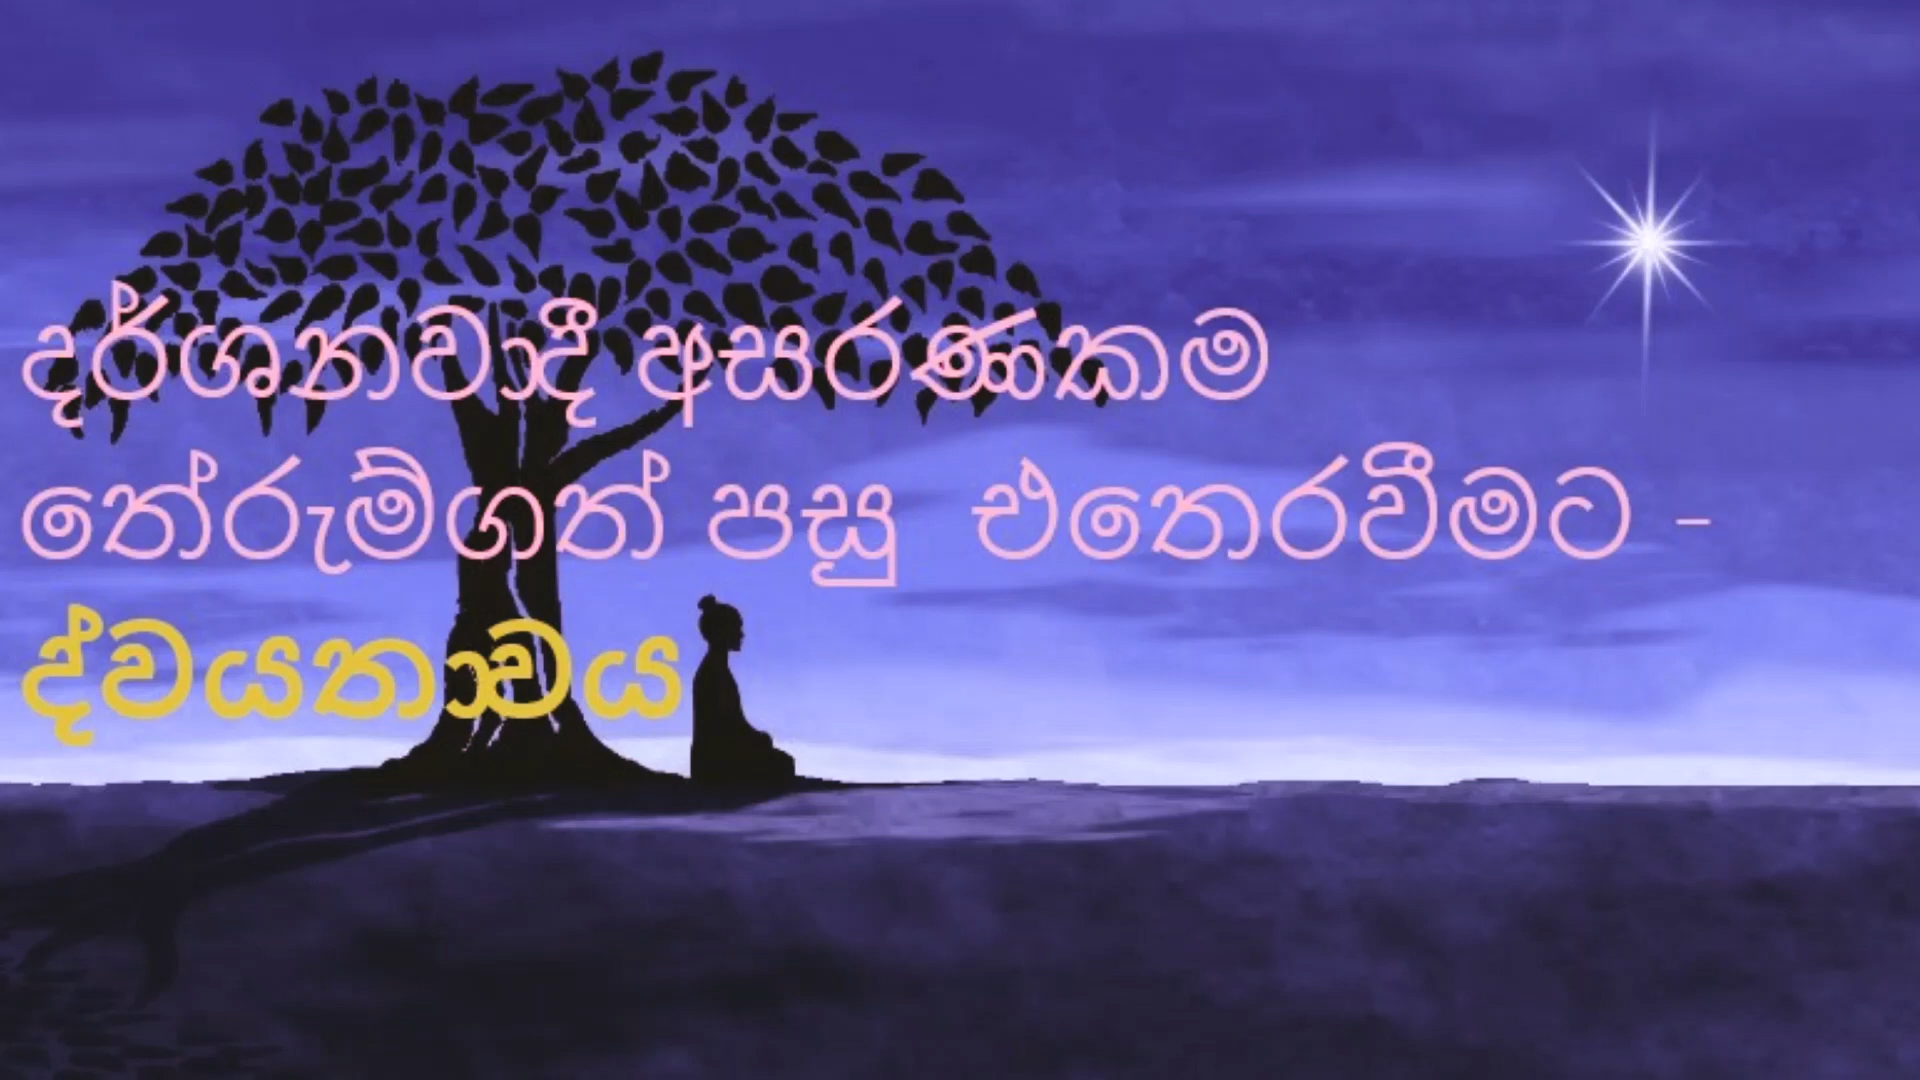 දර්ශනවාදී අසරණකම
තේරුම්ගත් පසු එතෙරවීමට -
ද්වයතාවය